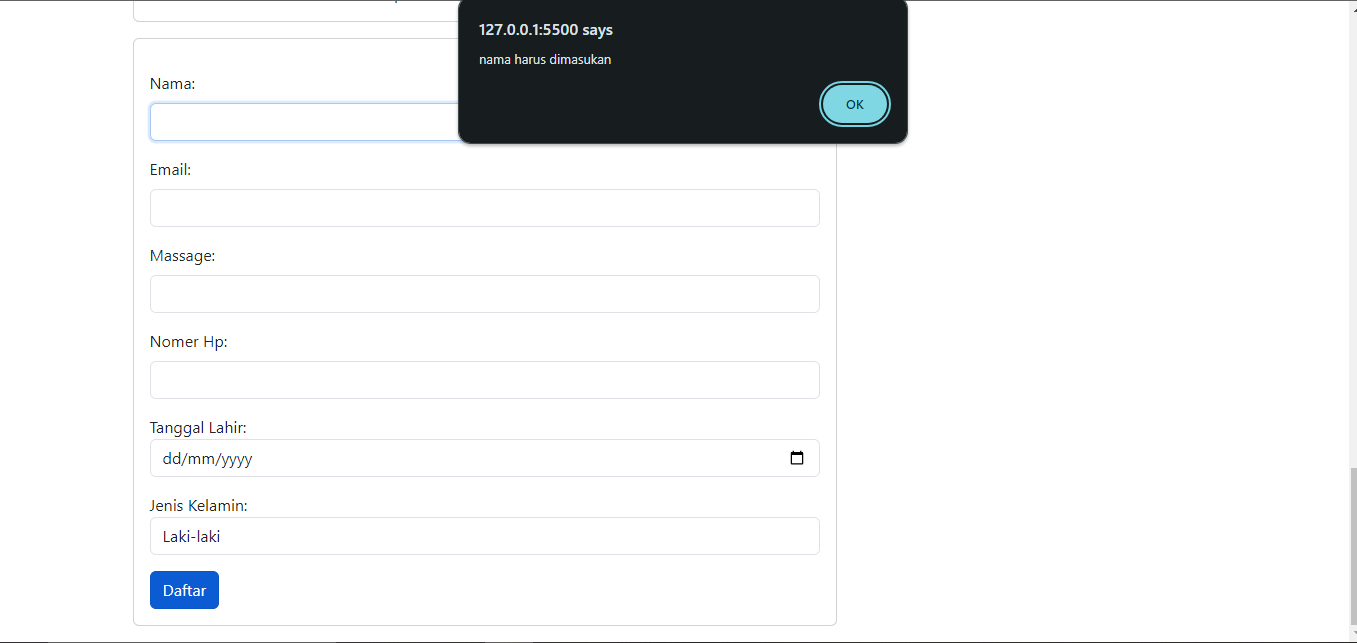 127.0.0.1:5500 says
nama harus dimasukan
OK
Nama:
Email:
Massage:
Nomer Hp:
Tanggal Lahir:
dd/mm/yyyy
Jenis Kelamin:
Laki-laki
Daftar